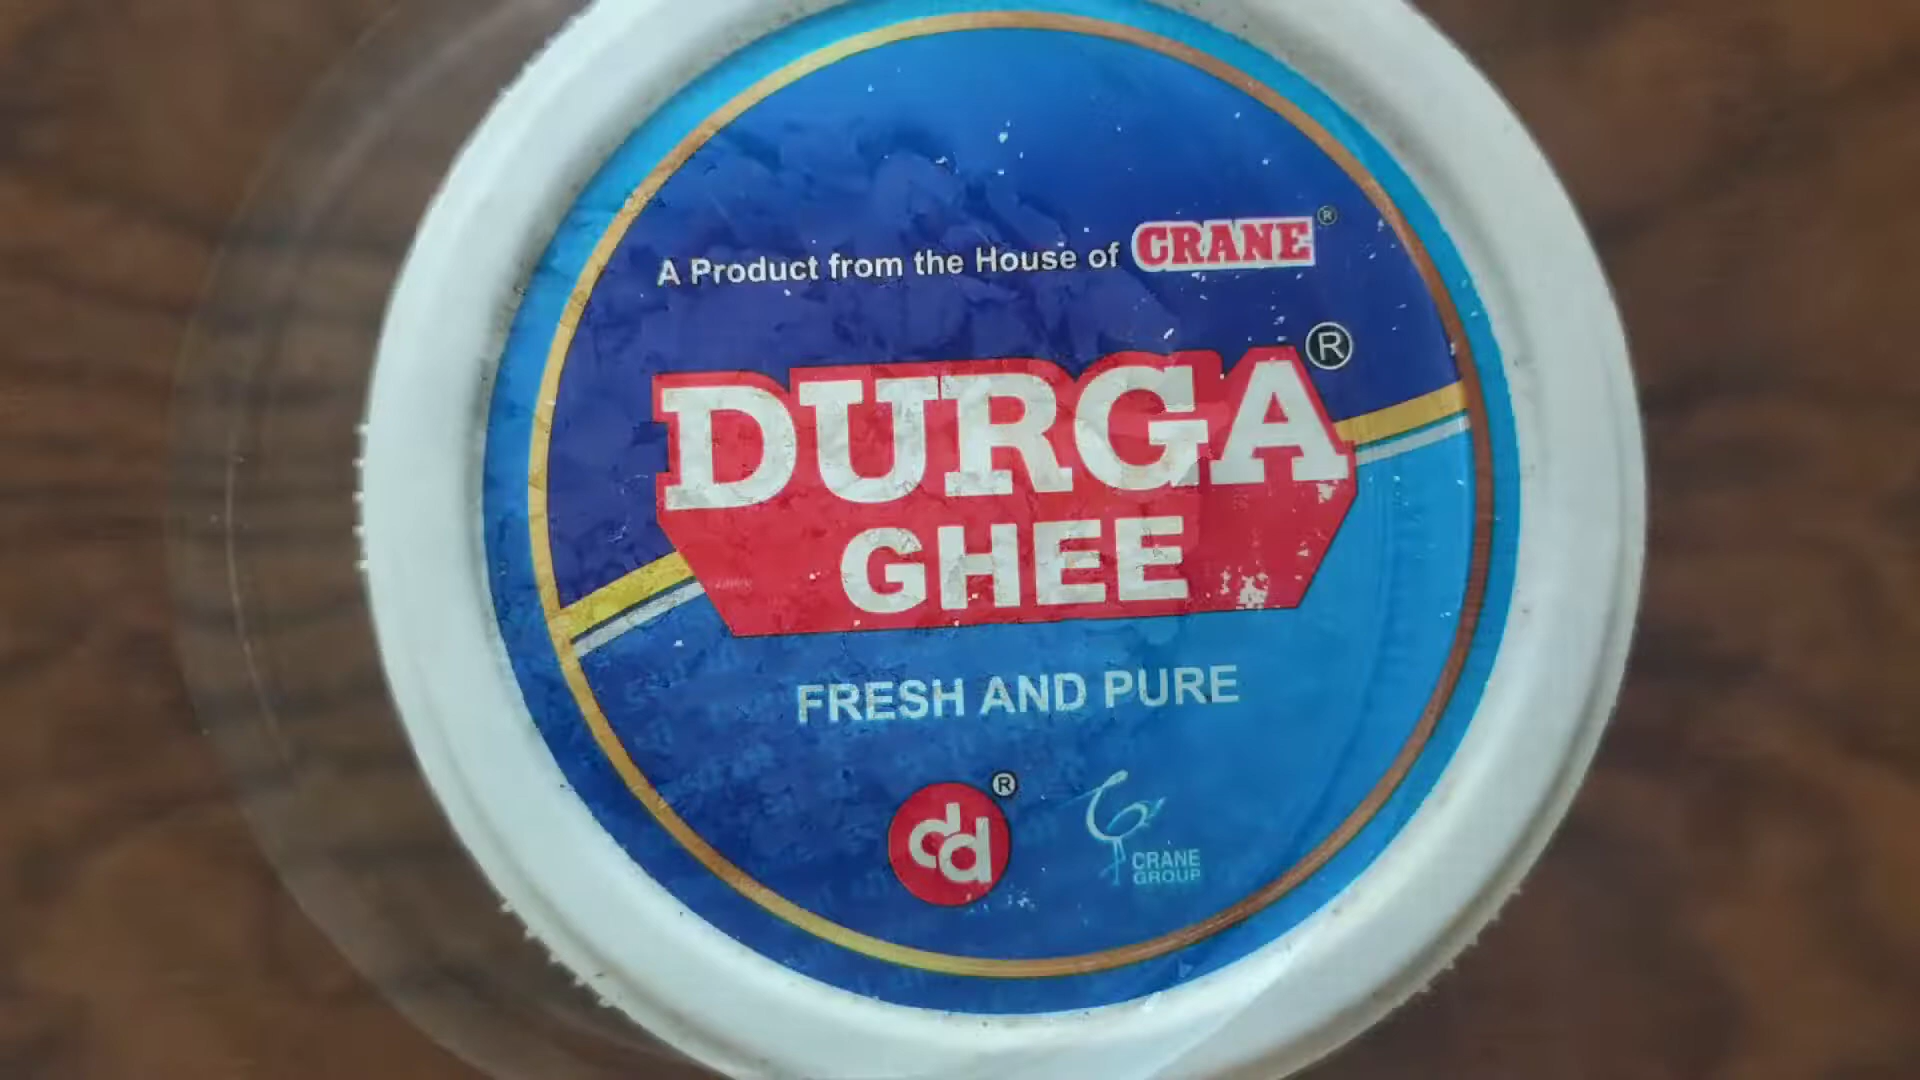 A Product from the House of CRANE®
DURGA®
GHEE
FRESH AND PURE
dd®
CRANE
GROUP